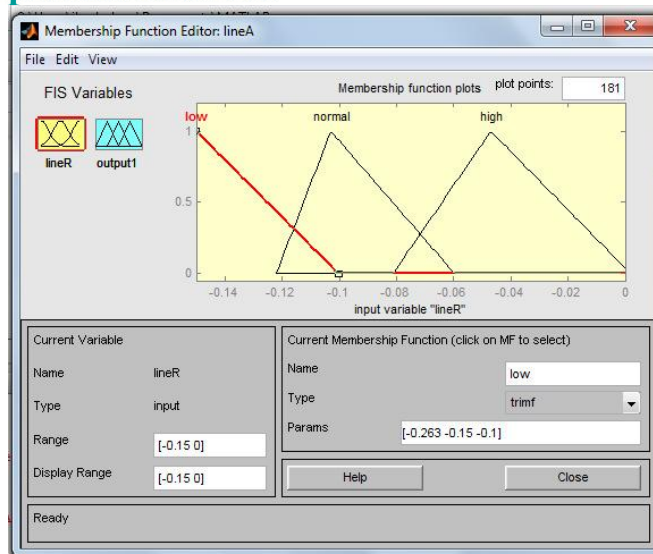 Membership Function Editor: lineA
File Edit View
FIS Variables
Membership function plots
plot points:
181
lineR
output1
low
normal
high
1
0.5
0
-0.14
-0.12
-0.1
-0.08
-0.06
-0.04
-0.02
0
input variable "lineR"
Current Variable
Name
lineR
Type
input
Range
[-0.15 0]
Display Range
[-0.15 0]
Current Membership Function (click on MF to select)
Name
low
Type
trimf
Params
[-0.263 -0.15 -0.1]
Help
Close
Ready